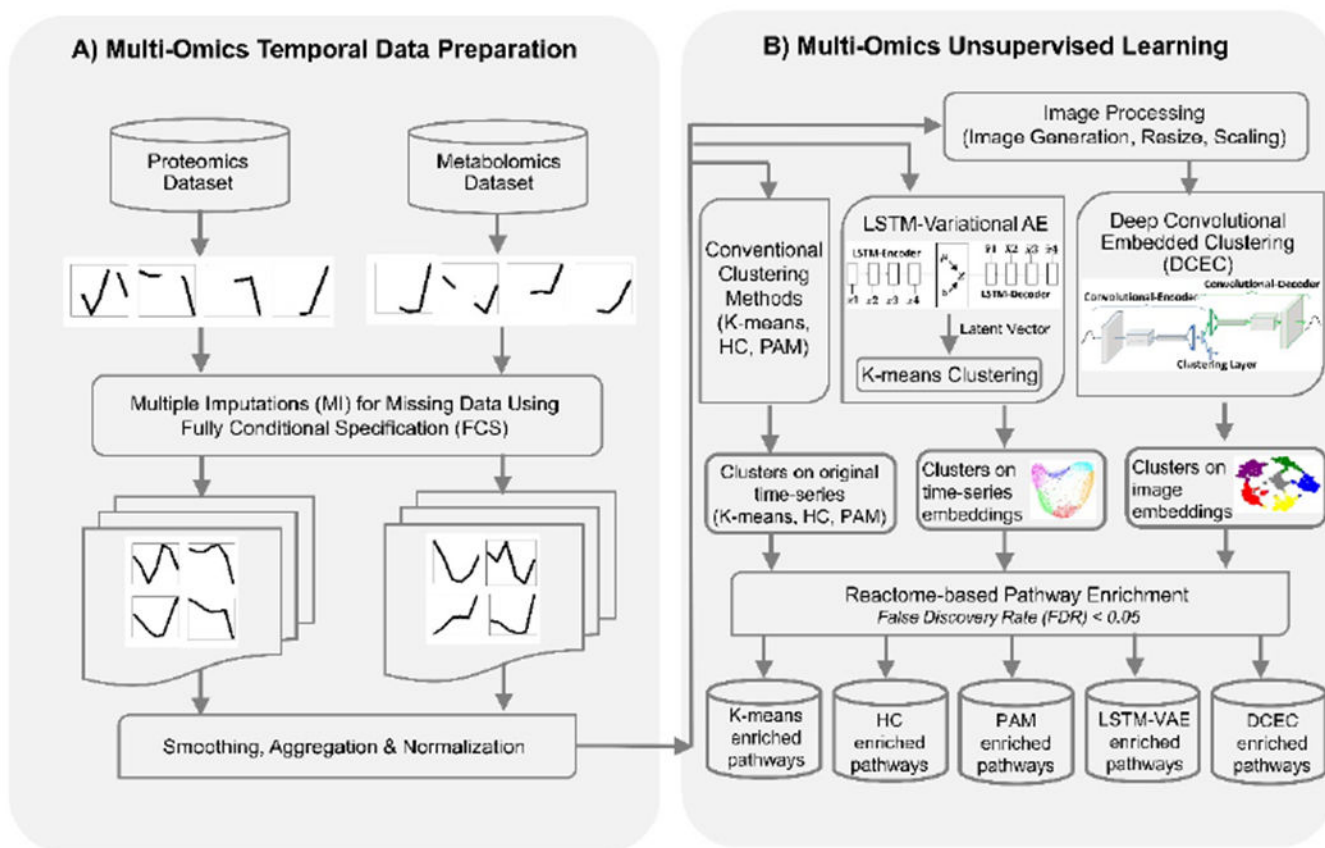 A) Multi-Omics Temporal Data Preparation
Proteomics
Dataset
Metabolomics
Dataset
Multiple Imputations (MI) for Missing Data Using
Fully Conditional Specification (FCS)
Smoothing, Aggregation & Normalization
B) Multi-Omics Unsupervised Learning
Image Processing
(Image Generation, Resize, Scaling)
Conventional
Clustering
Methods
(K-means,
HC, PAM)
LSTM-Variational AE
LSTM-Encoder
x1 x2 x3 x4
LSTM-Decoder
Latent Vector
K-means Clustering
Deep Convolutional
Embedded Clustering
(DCEC)
Convolutional-Decoder
Convolutional-Encoder
Clustering Layer
Clusters on original
time-series
(K-means, HC, PAM)
Clusters on
time-series
embeddings
Clusters on
image
embeddings
Reactome-based Pathway Enrichment
False Discovery Rate (FDR) < 0.05
K-means
enriched
pathways
HC
enriched
pathways
PAM
enriched
pathways
LSTM-VAE
enriched
pathways
DCEC
enriched
pathways